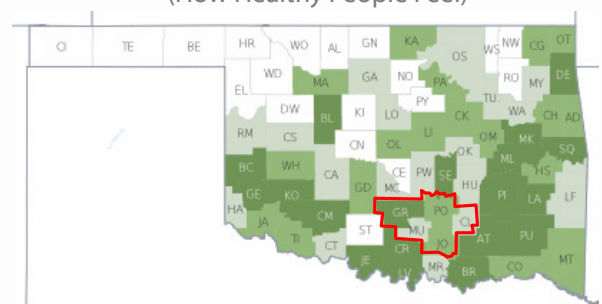 (How Healthy People Feel)
CI TE BE HR WO AL GN KA NW CG OT
WS OS
WD MA GA NO PA RO MY DE
EL
DW BL KI LO PY TU WA CH AD
RM CS CN OL LI CK OM MK
OK ML SQ
BC WH CA CE PW SE HS
GD MC HU
GE KO PI LA LF
HA CM GR PO
JA ST MU CL
TI CT CR JO AT PU
JE MR
LV BR CO MT